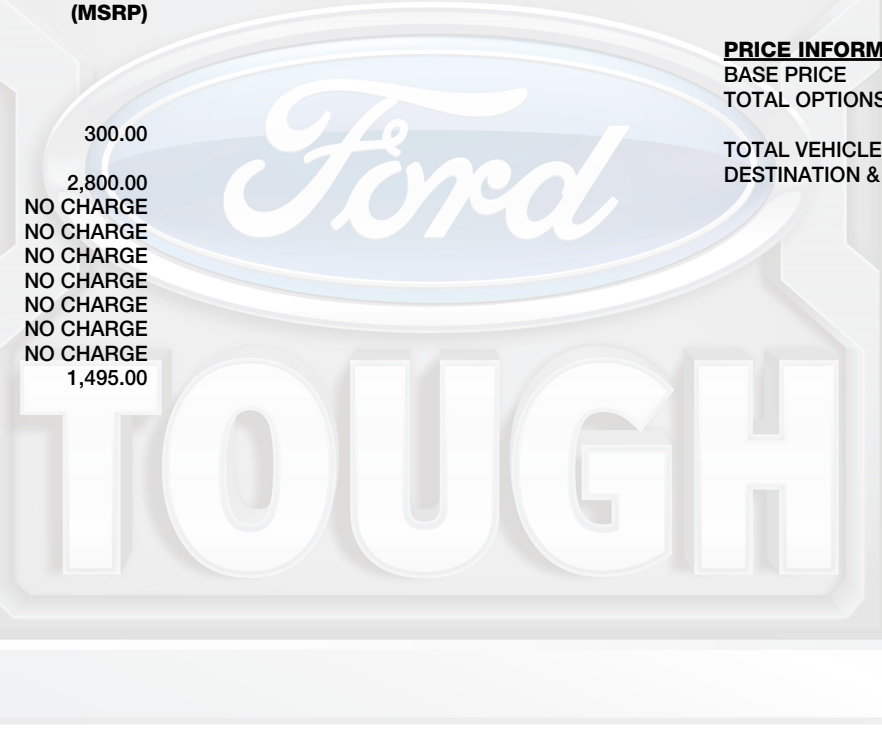 (MSRP)
300.00
2,800.00
NO CHARGE
NO CHARGE
NO CHARGE
NO CHARGE
NO CHARGE
NO CHARGE
NO CHARGE
1,495.00
PRICE INFORM
BASE PRICE
TOTAL OPTIONS
TOTAL VEHICLE
DESTINATION &
Ford
TOUGH